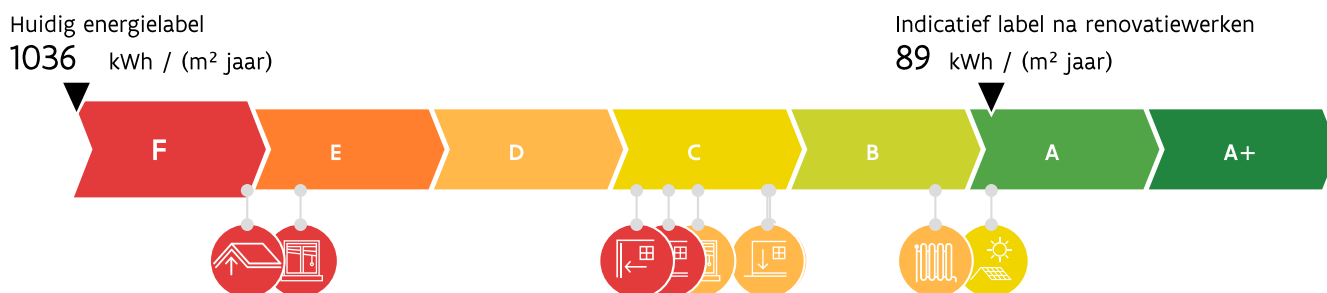 Huidig energielabel
1036 kWh / (m² jaar)
Indicatief label na renovatiewerken
89 kWh / (m² jaar)
F E D C B A A+